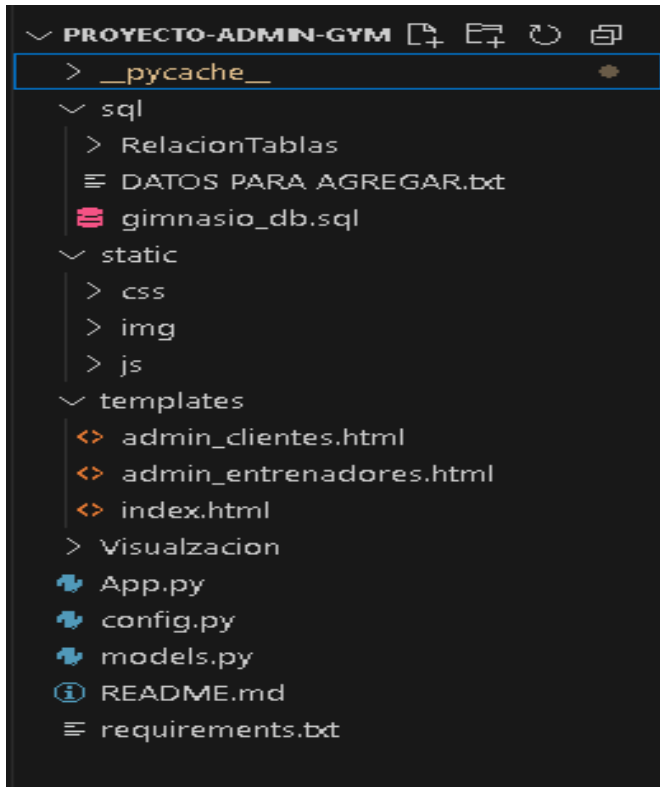 PROYECTO-ADMIN-GYM
__pycache__
sql
RelacionTablas
DATOS PARA AGREGAR.txt
gimnasio_db.sql
static
css
img
js
templates
admin_clientes.html
admin_entrenadores.html
index.html
Visualzacion
App.py
config.py
models.py
README.md
requirements.txt